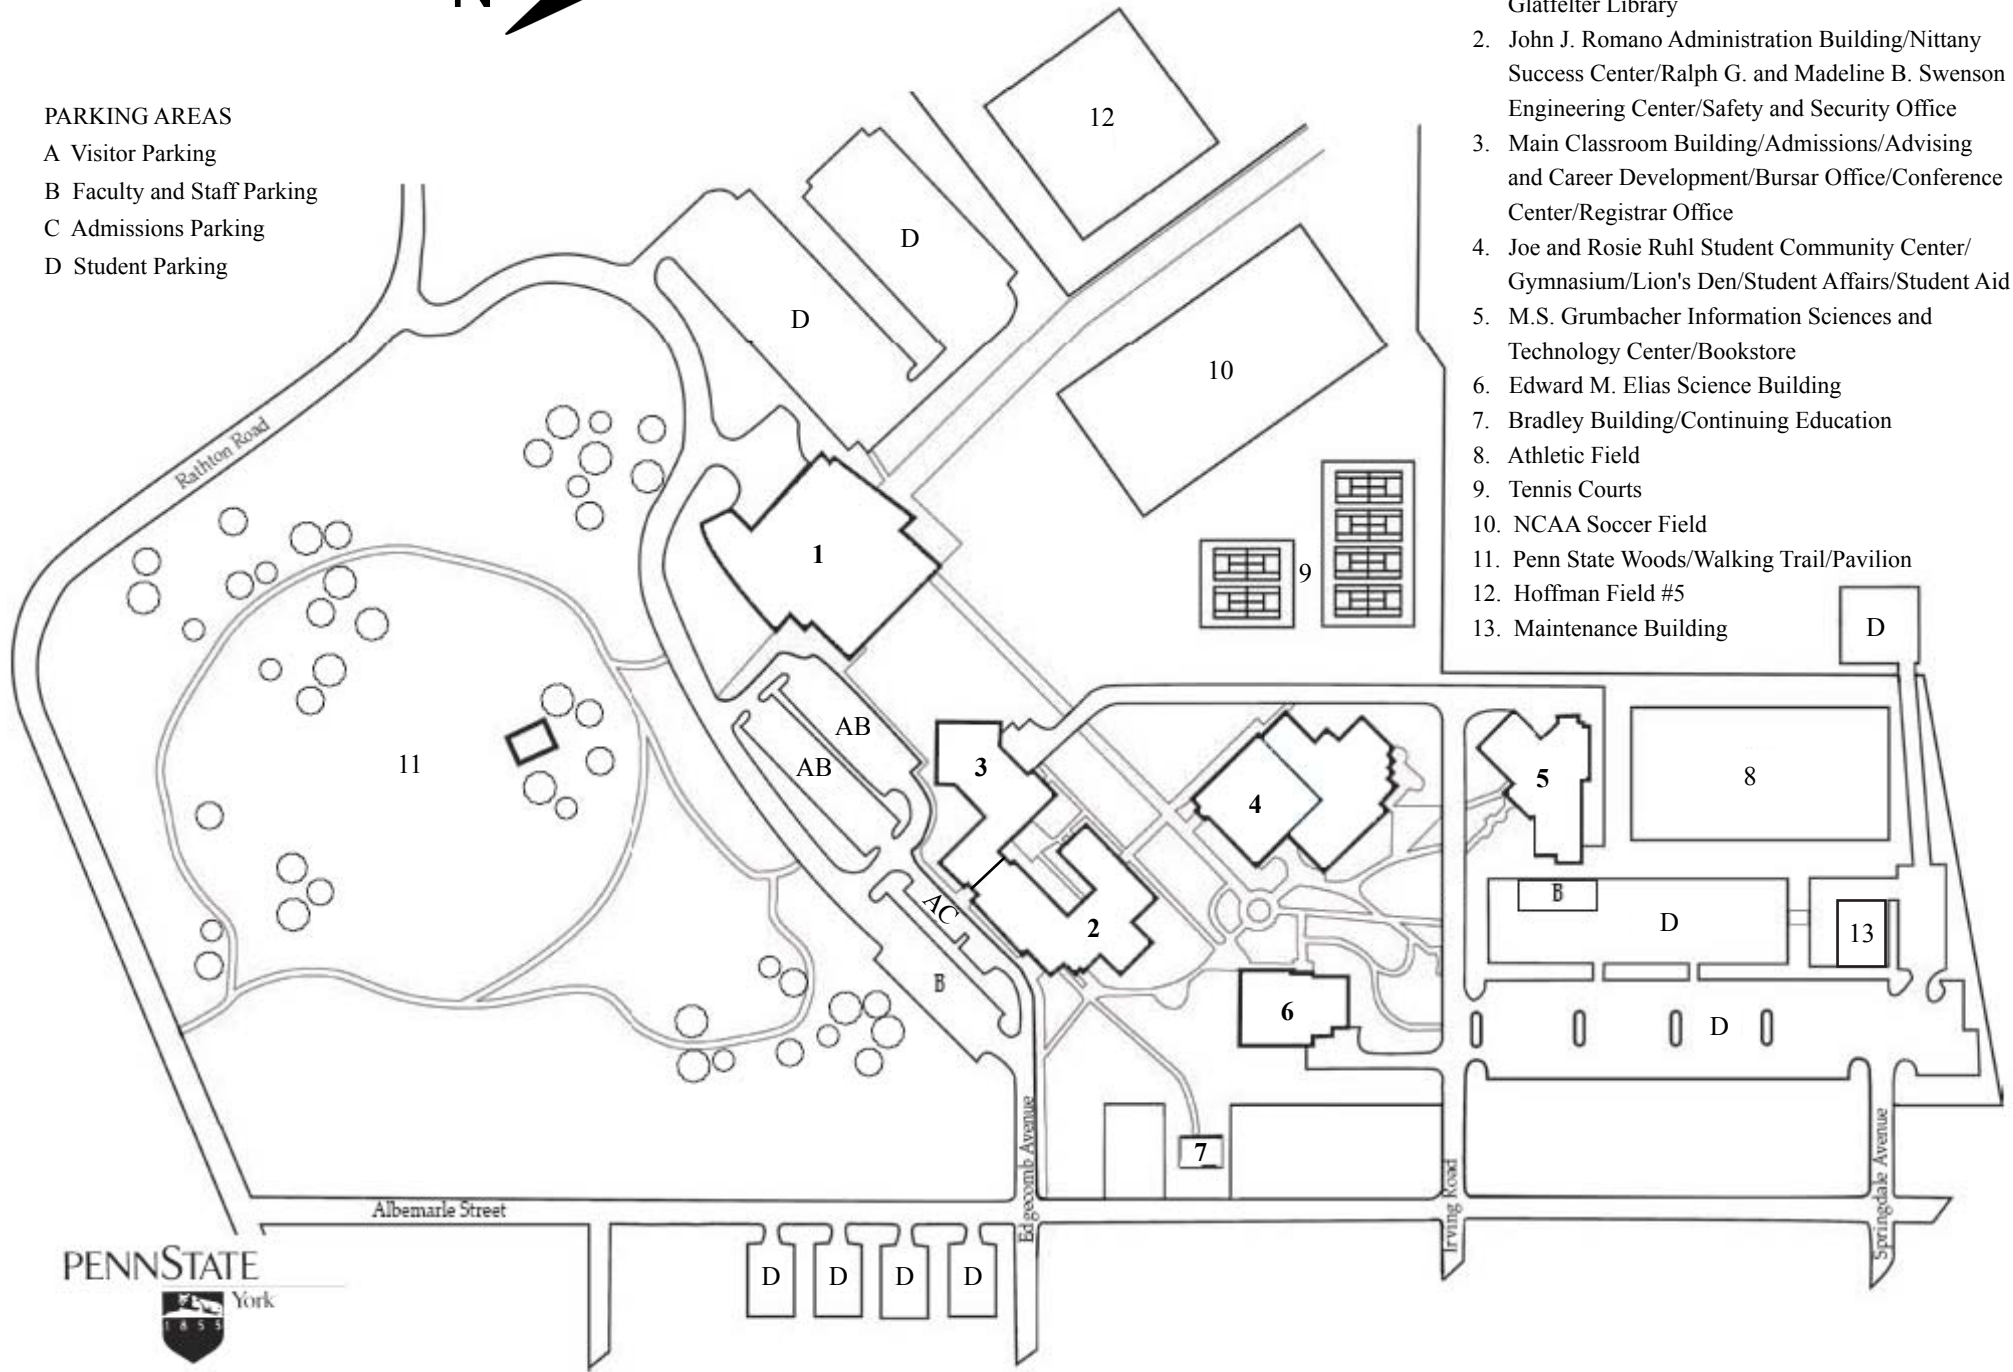 N
PARKING AREAS
A Visitor Parking
B Faculty and Staff Parking
C Admissions Parking
D Student Parking
Glatfelter Library
2. John J. Romano Administration Building/Nittany
Success Center/Ralph G. and Madeline B. Swenson
Engineering Center/Safety and Security Office
3. Main Classroom Building/Admissions/Advising
and Career Development/Bursar Office/Conference
Center/Registrar Office
4. Joe and Rosie Ruhl Student Community Center/
Gymnasium/Lion's Den/Student Affairs/Student Aid
5. M.S. Grumbacher Information Sciences and
Technology Center/Bookstore
6. Edward M. Elias Science Building
7. Bradley Building/Continuing Education
8. Athletic Field
9. Tennis Courts
10. NCAA Soccer Field
11. Penn State Woods/Walking Trail/Pavilion
12. Hoffman Field #5
13. Maintenance Building
12
D
D
10
Rathton Road
1
9
D
11
AB
AB
3
4
5
8
AC
2
B
D
13
B
6
D
7
Edgecomb Avenue
Irving Road
Springdale Avenue
Albemarle Street
D
D
D
D
PENNSTATE
York
1855